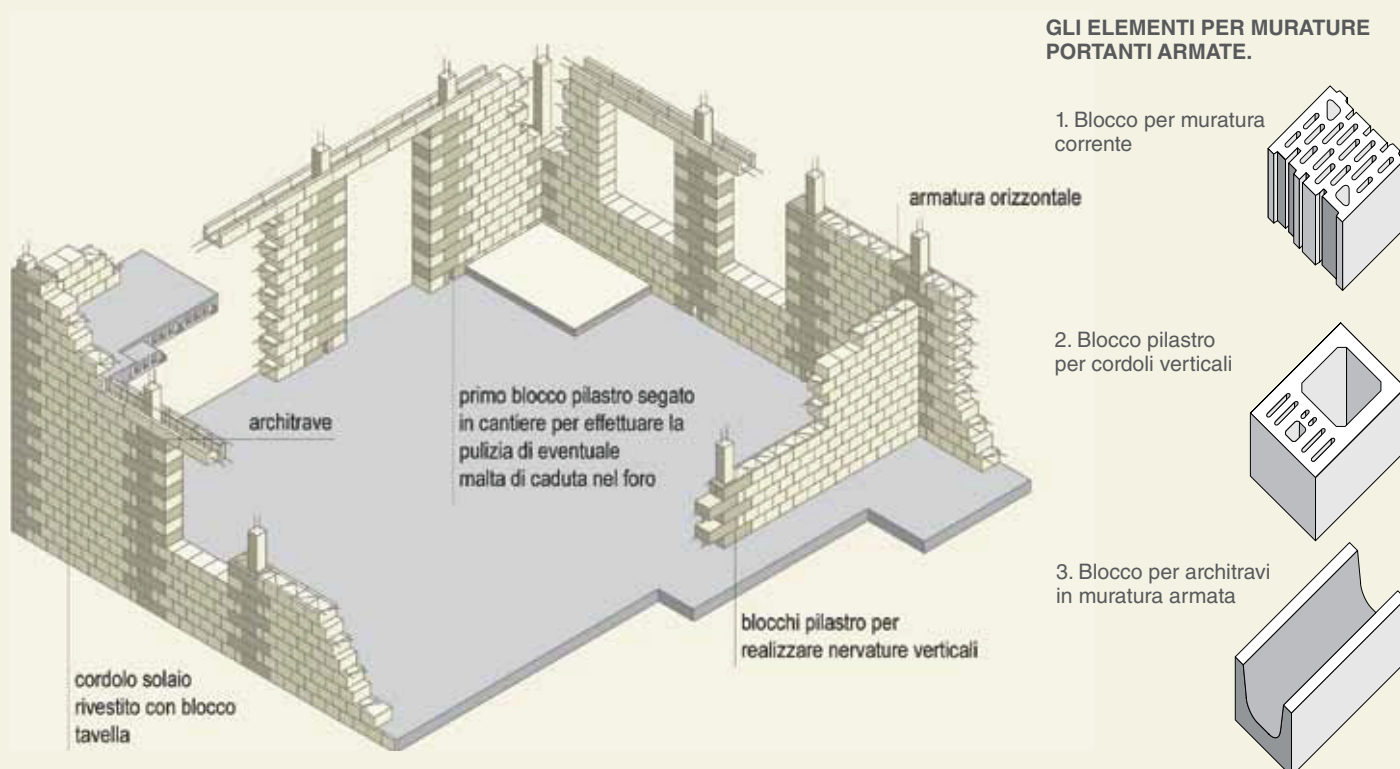 GLI ELEMENTI PER MURATURE
PORTANTI ARMATE.
1. Blocco per muratura
corrente
armatura orizzontale
2. Blocco pilastro
per cordoli verticali
primo blocco pilastro segato
in cantiere per effettuare la
pulizia di eventuale
malta di caduta nel foro
architrave
3. Blocco per architravi
in muratura armata
blocchi pilastro per
realizzare nervature verticali
cordolo solaio
rivestito con blocco
tavella